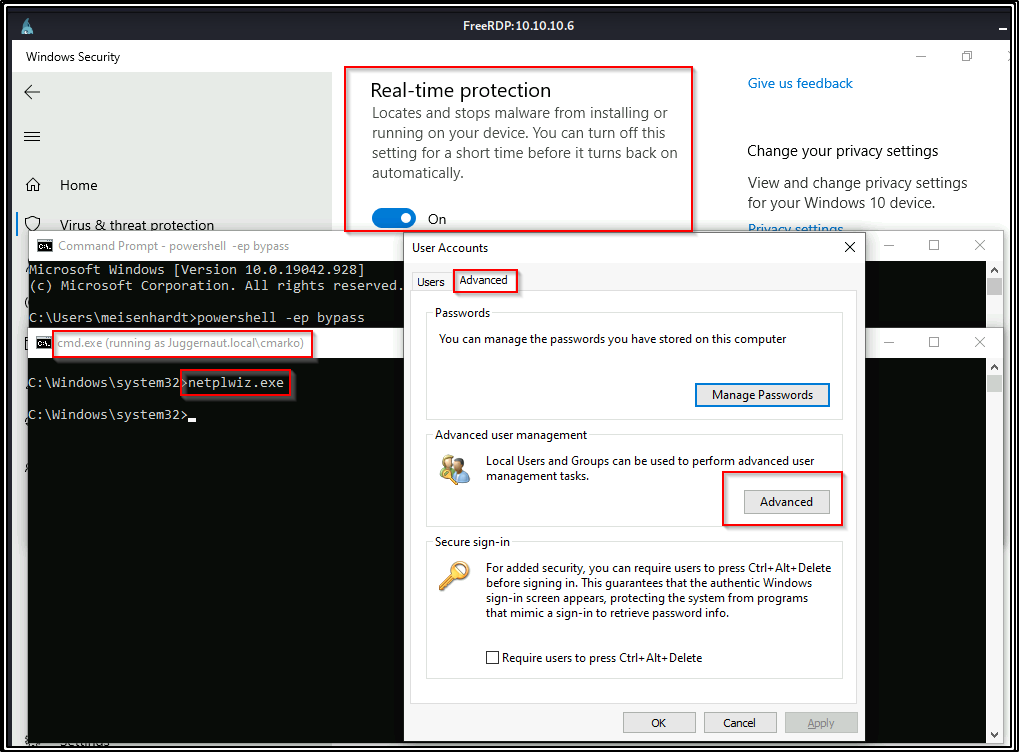 FreeRDP:10.10.10.6
Windows Security
Home
Virus & threat protection
Real-time protection
Locates and stops malware from installing or
running on your device. You can turn off this
setting for a short time before it turns back on
automatically.
On
Give us feedback
Change your privacy settings
View and change privacy settings
for your Windows 10 device.
Privacy settings
Command Prompt - powershell -ep bypass
Microsoft Windows [Version 10.0.19042.928]
(c) Microsoft Corporation. All rights reserved.
C:\Users\meisenhardt>powershell -ep bypass
cmd.exe (running as Juggernaut.local\cmarko)
C:\Windows\system32>netplwiz.exe
C:\Windows\system32>
User Accounts
Users
Advanced
Passwords
You can manage the passwords you have stored on this computer
Manage Passwords
Advanced user management
Local Users and Groups can be used to perform advanced user
management tasks.
Advanced
Secure sign-in
For added security, you can require users to press Ctrl+Alt+Delete
before signing in. This guarantees that the authentic Windows
sign-in screen appears, protecting the system from programs
that mimic a sign-in to retrieve password info.
Require users to press Ctrl+Alt+Delete
OK
Cancel
Apply
Settings